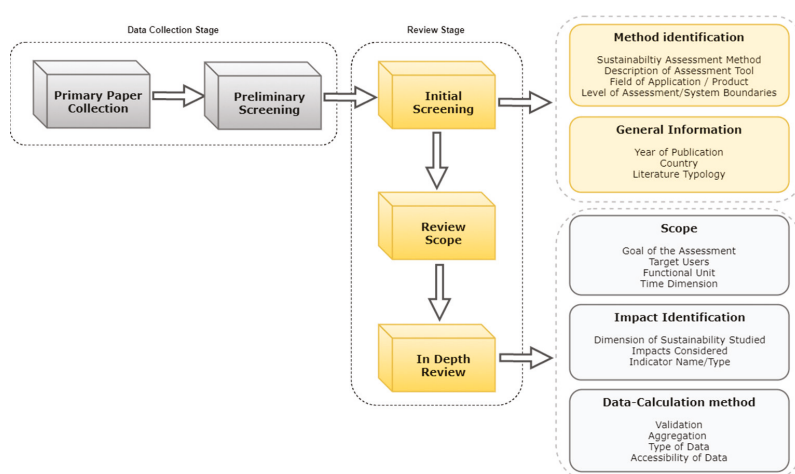 Data Collection Stage
Review Stage
Primary Paper
Collection
Preliminary
Screening
Initial
Screening
Review
Scope
In Depth
Review
Method identification
Sustainabiltiy Assessment Method
Description of Assessment Tool
Field of Application / Product
Level of Assessment/System Boundaries
General Information
Year of Publication
Country
Literature Typology
Scope
Goal of the Assessment
Target Users
Functional Unit
Time Dimension
Impact Identification
Dimension of Sustainability Studied
Impacts Considered
Indicator Name/Type
Data-Calculation method
Validation
Aggregation
Type of Data
Accessibility of Data